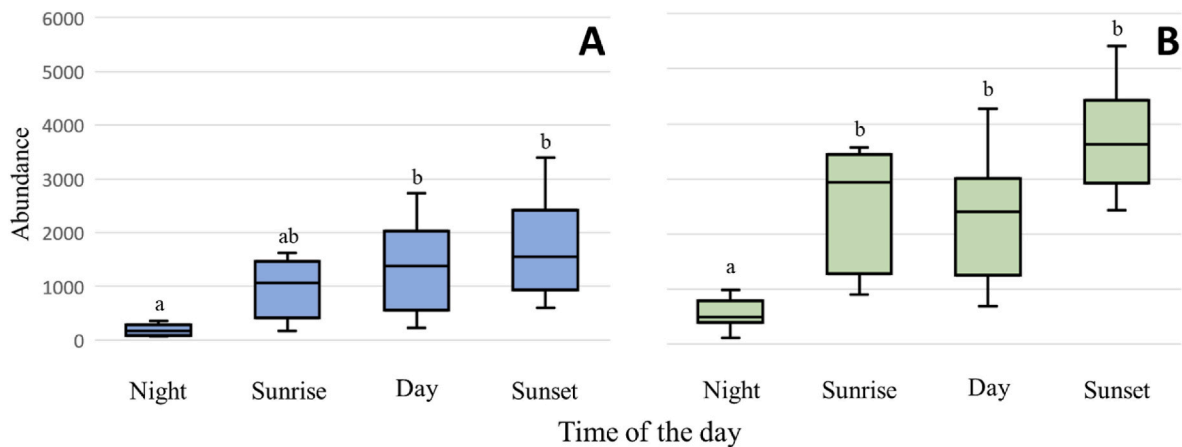 6000
A
B
b
5000
b
4000
b
b
b
3000
Abundance
2000
ab
a
1000
a
0
Night Sunrise Day Sunset
Night Sunrise Day Sunset
Time of the day